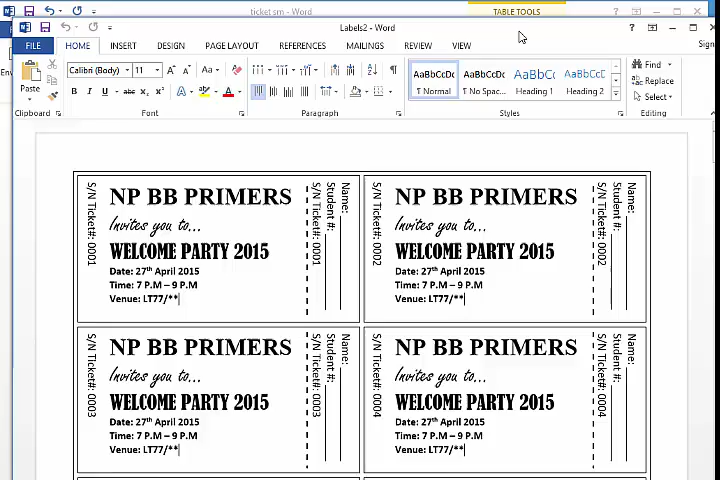 ticket sm - Word
TABLE TOOLS
Labels2 - Word
FILE HOME INSERT DESIGN PAGE LAYOUT REFERENCES MAILINGS REVIEW VIEW
Sign
Calibri (Body) 11
Paste
AaBbCcDc AaBbCcDc AaBbCc AaBbCcD
¶ Normal ¶ No Spac... Heading 1 Heading 2
Find
Replace
Select
Clipboard Font Paragraph Styles Editing
S/N Ticket#: 0001
NP BB PRIMERS
Invites you to...
WELCOME PARTY 2015
Date: 27th April 2015
Time: 7 P.M – 9 P.M
Venue: LT77/**
S/N Ticket#: 0001
Student #:
Name:
S/N Ticket#: 0002
NP BB PRIMERS
Invites you to...
WELCOME PARTY 2015
Date: 27th April 2015
Time: 7 P.M – 9 P.M
Venue: LT77/**
S/N Ticket#: 0002
Student #:
Name:
S/N Ticket#: 0003
NP BB PRIMERS
Invites you to...
WELCOME PARTY 2015
Date: 27th April 2015
Time: 7 P.M – 9 P.M
Venue: LT77/**
S/N Ticket#: 0003
Student #:
Name:
S/N Ticket#: 0004
NP BB PRIMERS
Invites you to...
WELCOME PARTY 2015
Date: 27th April 2015
Time: 7 P.M – 9 P.M
Venue: LT77/**
S/N Ticket#: 0004
Student #:
Name: